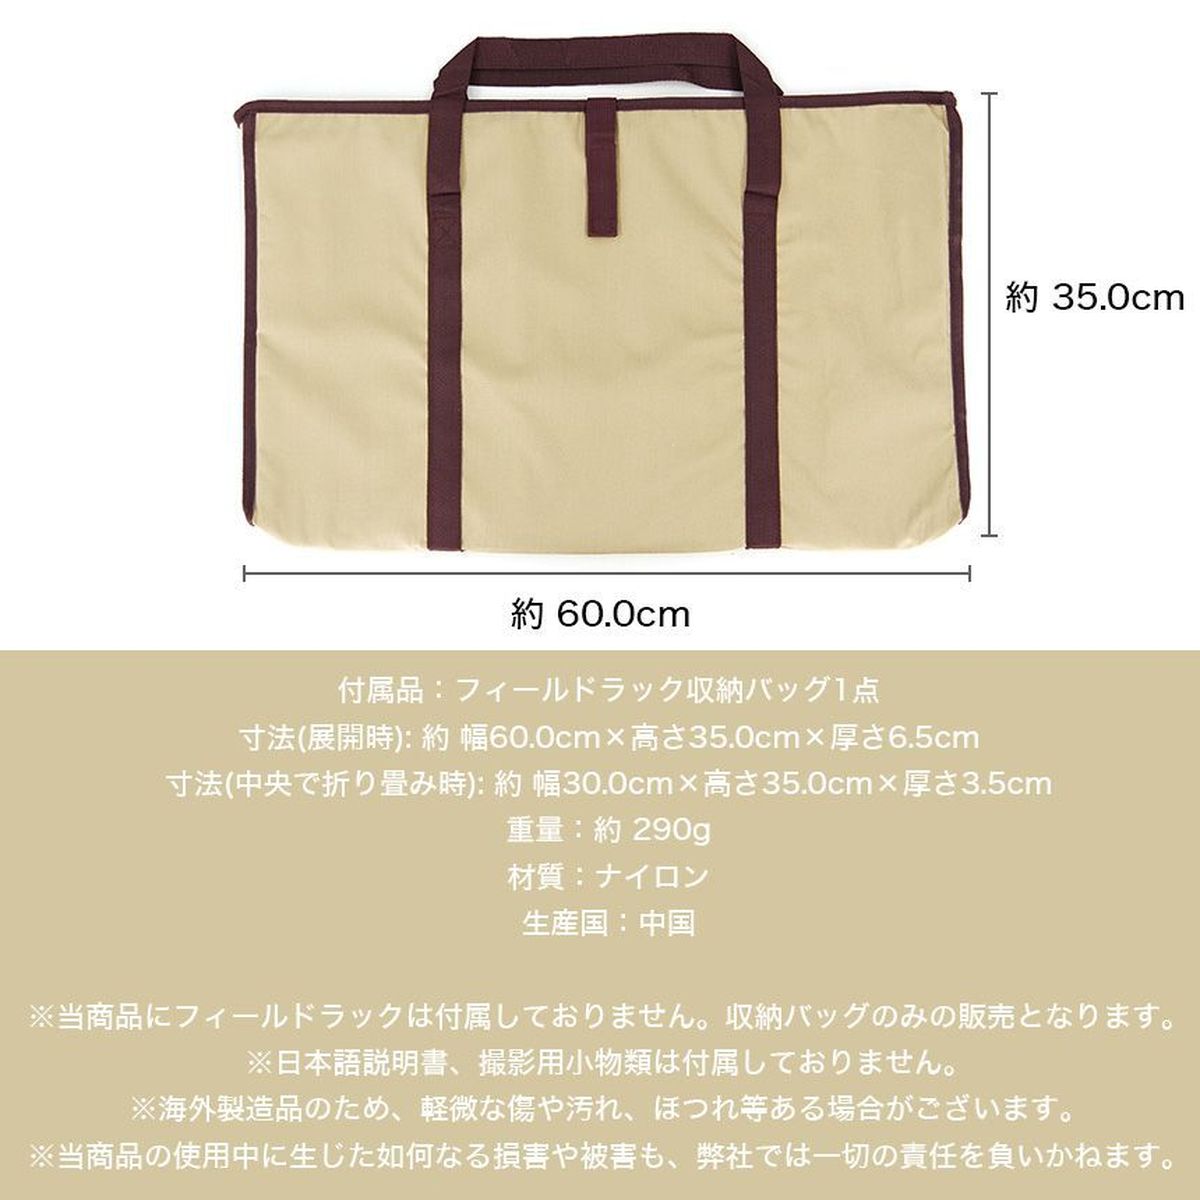 約 35.0cm
約 60.0cm
付属品：フィールドラック収納バッグ1点
寸法(展開時): 約 幅60.0cm×高さ35.0cm×厚さ6.5cm
寸法(中央で折り畳み時): 約 幅30.0cm×高さ35.0cm×厚さ3.5cm
重量：約 290g
材質：ナイロン
生産国：中国
※当商品にフィールドラックは付属しておりません。収納バッグのみの販売となります。
※日本語説明書、撮影用小物類は付属しておりません。
※海外製造品のため、軽微な傷や汚れ、ほつれ等ある場合がございます。
※当商品の使用中に生じた如何なる損害や被害も、弊社では一切の責任を負いかねます。